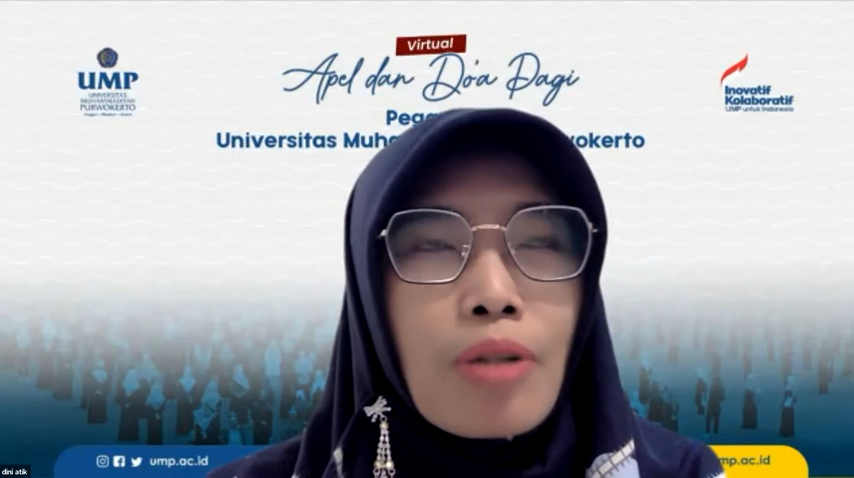 Virtual
Apel dan Do'a Pagi
UMP
UNIVERSITAS
MUHAMMADIYAH
PURWOKERTO
Inovatif
Kolaboratif
UMP untuk Indonesia
Universitas Muha wokerto
ump.ac.id
mp.ac.id
dini atik